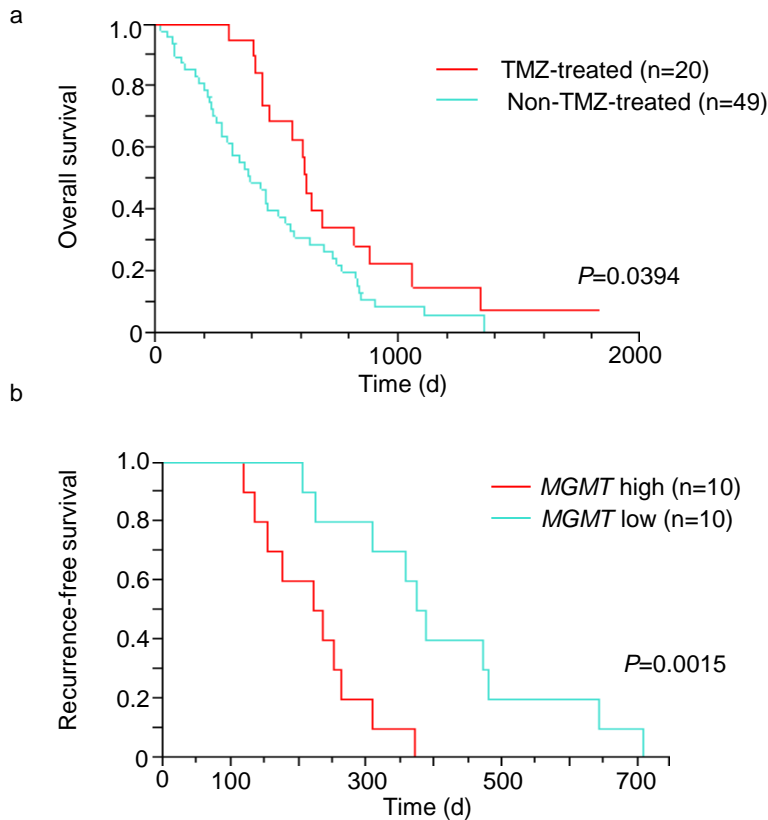 a
1.0
0.8
0.6
0.4
0.2
0
Overall survival
TMZ-treated (n=20)
Non-TMZ-treated (n=49)
P=0.0394
0 1000 2000
Time (d)
b
1.0
0.8
0.6
0.4
0.2
0
Recurrence-free survival
MGMT high (n=10)
MGMT low (n=10)
P=0.0015
0 100 300 500 700
Time (d)